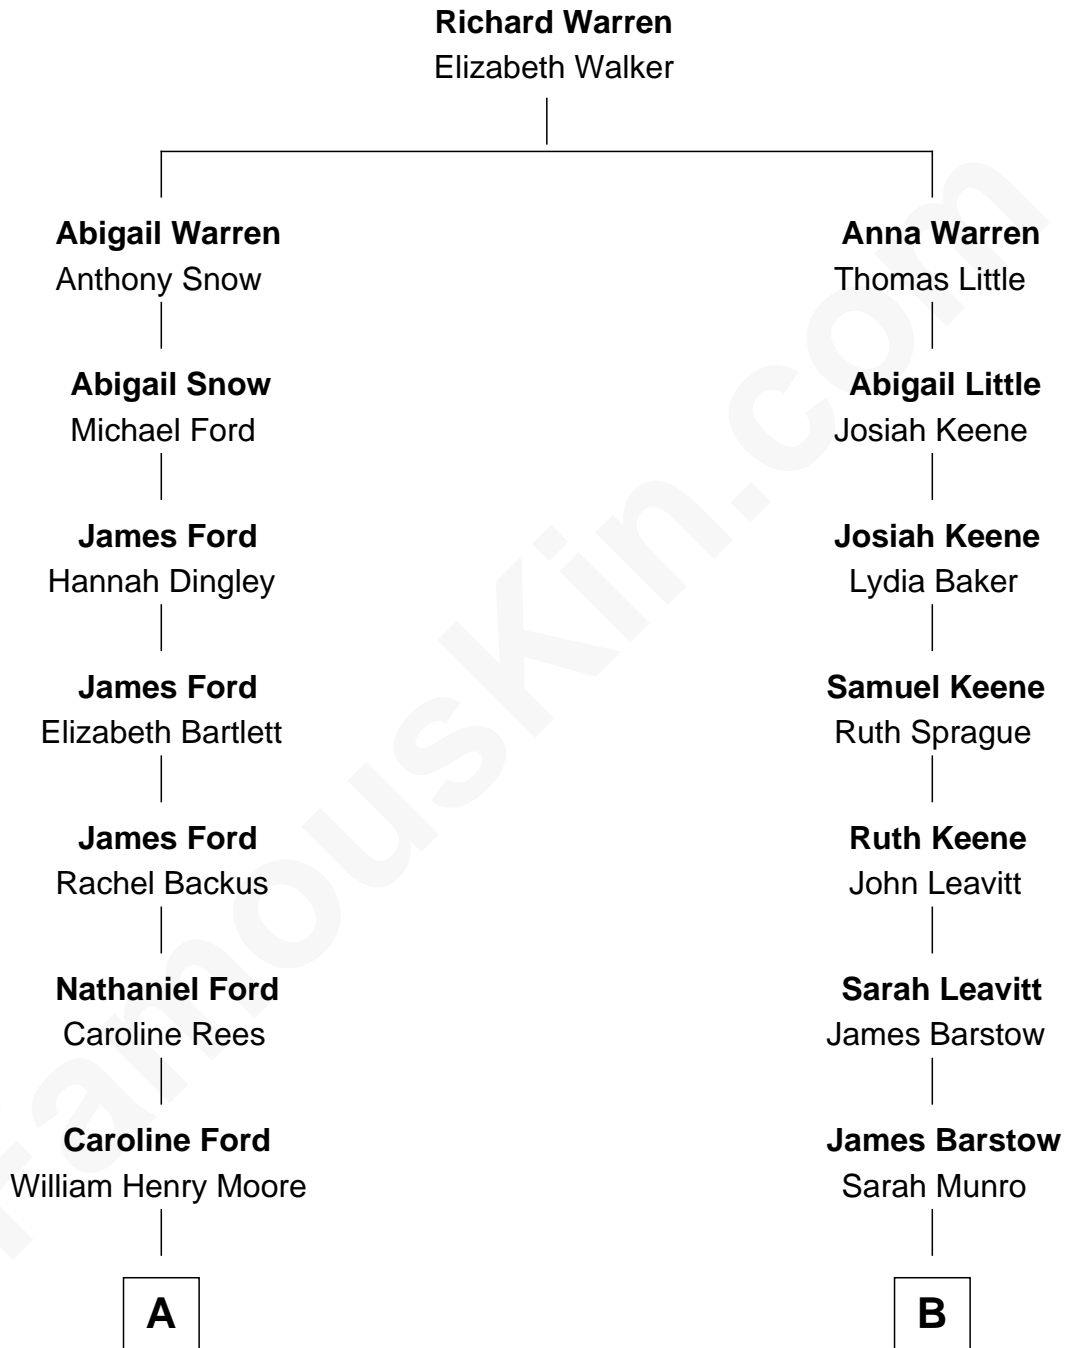 Richard Warren
Elizabeth Walker
Abigail Warren
Anthony Snow
Anna Warren
Thomas Little
Abigail Snow
Michael Ford
Abigail Little
Josiah Keene
James Ford
Hannah Dingley
Josiah Keene
Lydia Baker
James Ford
Elizabeth Bartlett
Samuel Keene
Ruth Sprague
James Ford
Rachel Backus
Ruth Keene
John Leavitt
Nathaniel Ford
Caroline Rees
Sarah Leavitt
James Barstow
Caroline Ford
William Henry Moore
James Barstow
Sarah Munro
A
B
FamousKin.com